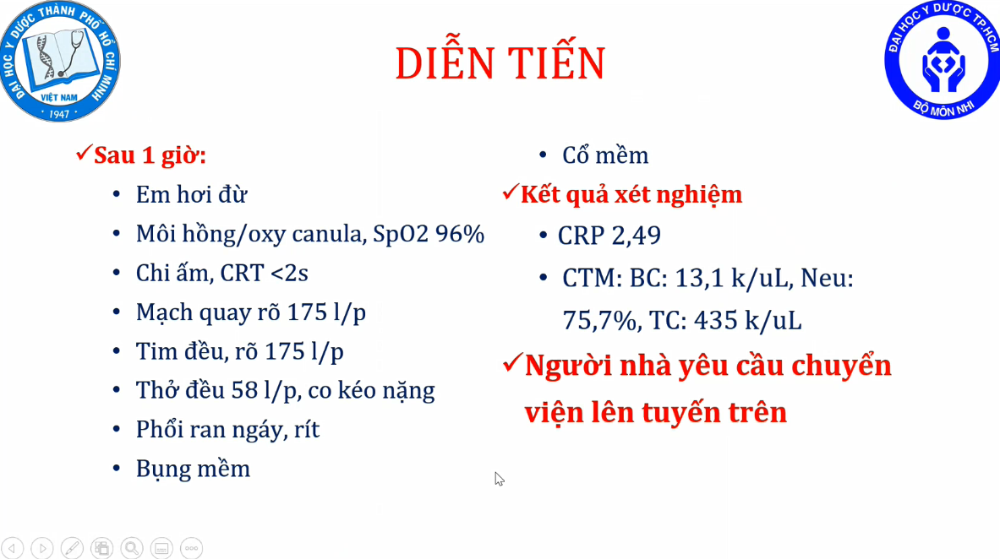 ĐẠI HỌC Y DƯỢC THÀNH PHỐ HỒ CHÍ MINH
VIỆT NAM
1947
ĐẠI HỌC Y DƯỢC TP.HCM
BỘ MÔN NHI
DIỄN TIẾN
✓Sau 1 giờ:
• Em hơi đừ
• Môi hồng/oxy canula, SpO2 96%
• Chi ấm, CRT <2s
• Mạch quay rõ 175 l/p
• Tim đều, rõ 175 l/p
• Thở đều 58 l/p, co kéo nặng
• Phổi ran ngáy, rít
• Bụng mềm
• Cổ mềm
✓Kết quả xét nghiệm
• CRP 2,49
• CTM: BC: 13,1 k/uL, Neu:
75,7%, TC: 435 k/uL
✓Người nhà yêu cầu chuyển
viện lên tuyến trên